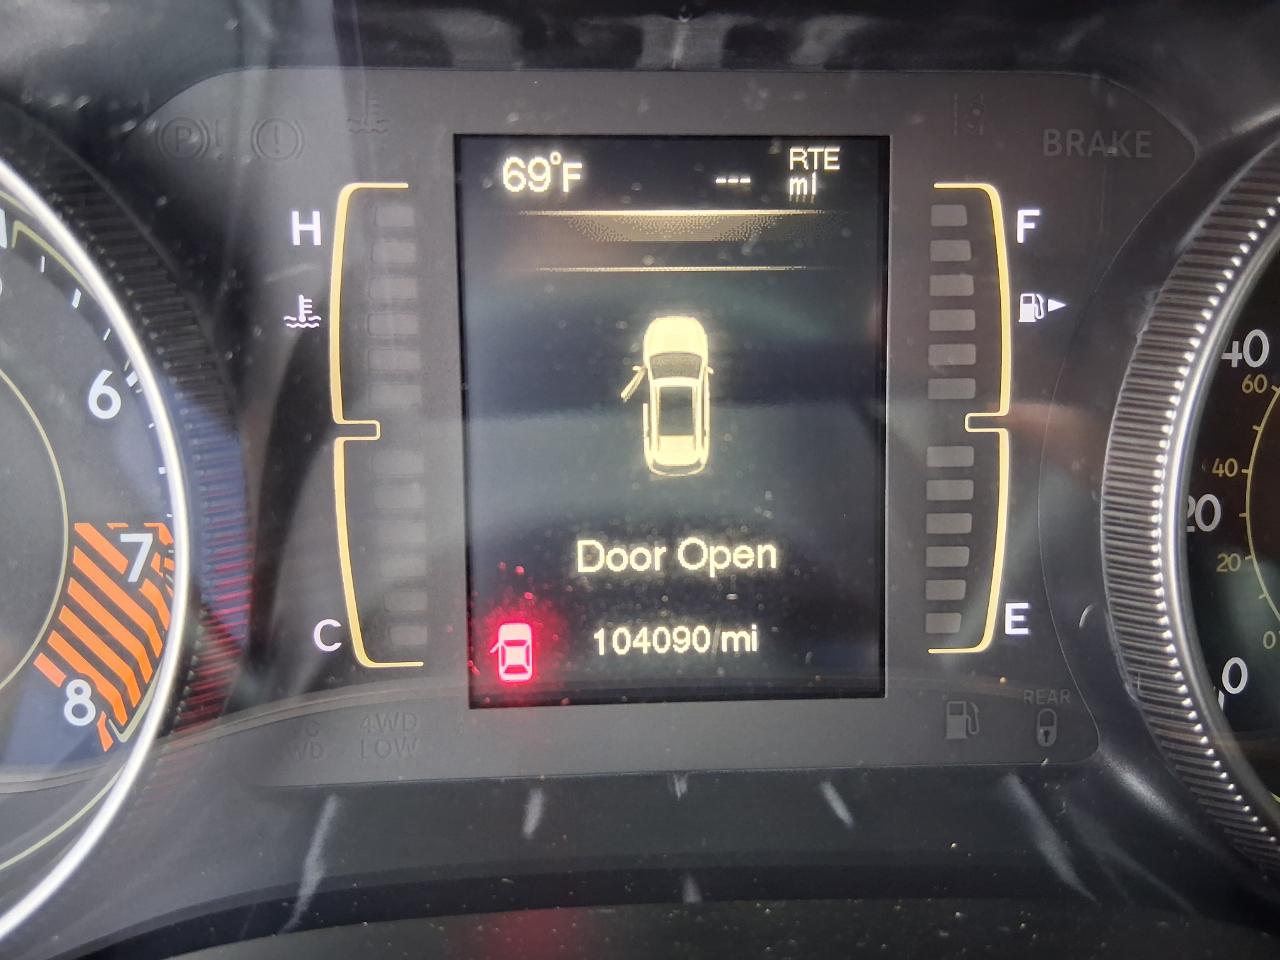 69°F
--- RTE
mi
BRAKE
H
F
6
40
60
40
20
20
7
Door Open
C
E
104090 mi
8
0
0
4WD
LOW
REAR